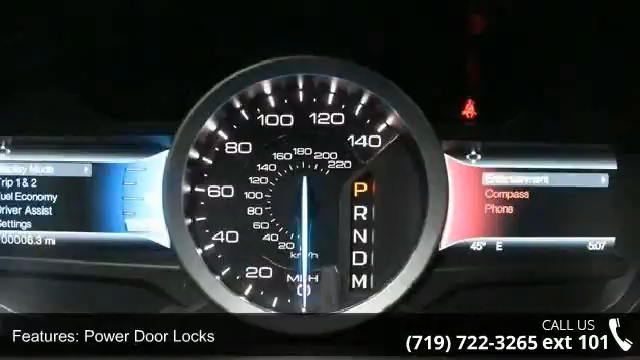 Display Mode
Trip 1 & 2
Fuel Economy
Driver Assist
Settings
00006.3 mi
0 20 40 60 80 100 120 140
MPH
20 40 60 80 100 120 140 160 180 200 220
km/h
P
R
N
D
M
Entertainment
Compass
Phone
45° E 5:07
Features: Power Door Locks
CALL US
(719) 722-3265 ext 101